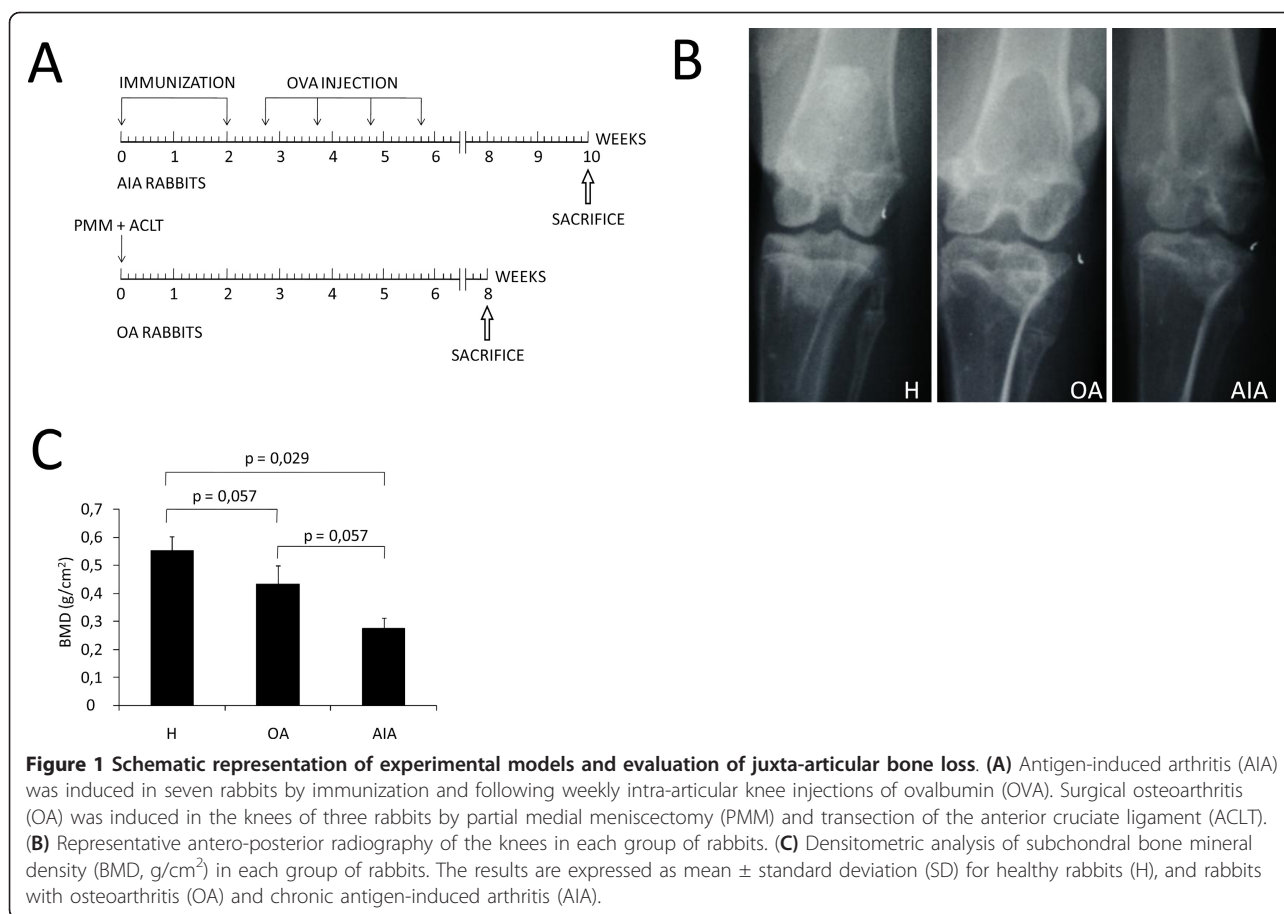 A
IMMUNIZATION OVA INJECTION
0 1 2 3 4 5 6 8 9 10 WEEKS
AIA RABBITS
SACRIFICE
PMM + ACLT
0 1 2 3 4 5 6 8 WEEKS
OA RABBITS
SACRIFICE
B
H
OA
AIA
C
p = 0,029
p = 0,057
p = 0,057
BMD (g/cm²)
0,7
0,6
0,5
0,4
0,3
0,2
0,1
0
H OA AIA
Figure 1 Schematic representation of experimental models and evaluation of juxta-articular bone loss. (A) Antigen-induced arthritis (AIA)
was induced in seven rabbits by immunization and following weekly intra-articular knee injections of ovalbumin (OVA). Surgical osteoarthritis
(OA) was induced in the knees of three rabbits by partial medial meniscectomy (PMM) and transection of the anterior cruciate ligament (ACLT).
(B) Representative antero-posterior radiography of the knees in each group of rabbits. (C) Densitometric analysis of subchondral bone mineral
density (BMD, g/cm²) in each group of rabbits. The results are expressed as mean ± standard deviation (SD) for healthy rabbits (H), and rabbits
with osteoarthritis (OA) and chronic antigen-induced arthritis (AIA).